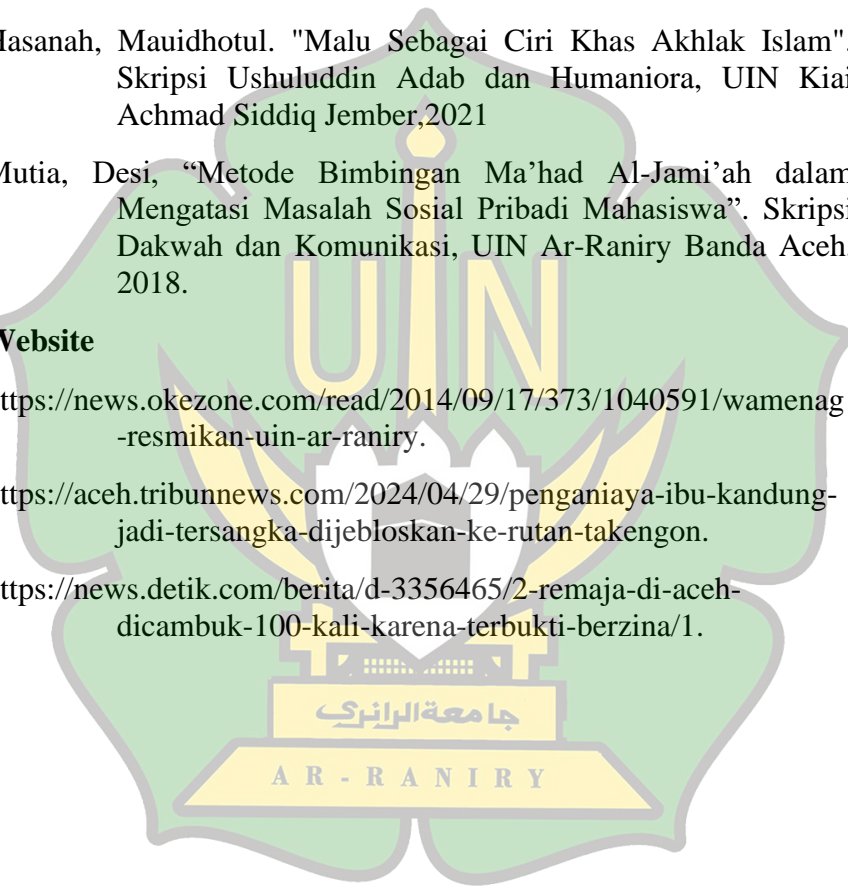 Hasanah, Mauidhotul. "Malu Sebagai Ciri Khas Akhlak Islam".
Skripsi Ushuluddin Adab dan Humaniora, UIN Kiai
Achmad Siddiq Jember,2021
Mutia, Desi, “Metode Bimbingan Ma’had Al-Jami’ah dalam
Mengatasi Masalah Sosial Pribadi Mahasiswa”. Skripsi
Dakwah dan Komunikasi, UIN Ar-Raniry Banda Aceh.
2018.
UIN
Website
ttps://news.okezone.com/read/2014/09/17/373/1040591/wamenag
-resmikan-uin-ar-raniry.
ttps://aceh.tribunnews.com/2024/04/29/penganiaya-ibu-kandung-
jadi-tersangka-dijebloskan-ke-rutan-takengon.
ttps://news.detik.com/berita/d-3356465/2-remaja-di-aceh-
dicambuk-100-kali-karena-terbukti-berzina/1.
جامعة الرانري
AR-RANIRY